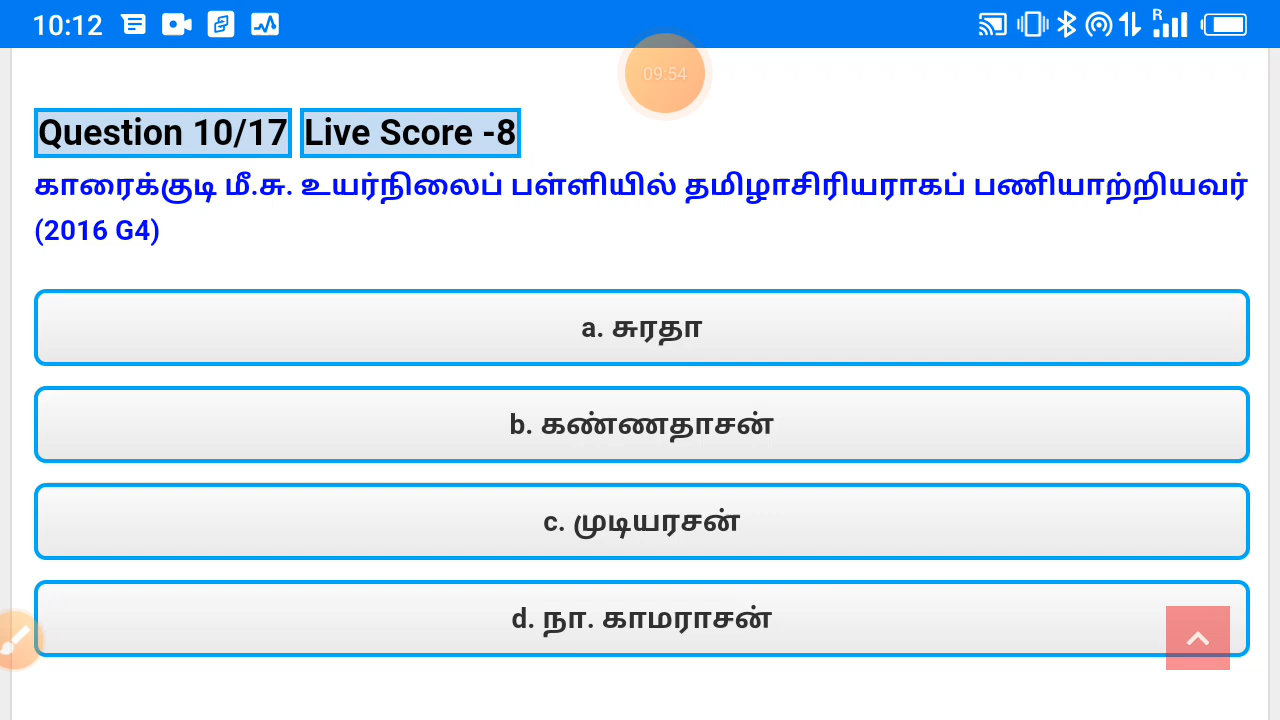 10:12
R
09:54
Question 10/17 Live Score -8
காரைக்குடி மீ.சு. உயர்நிலைப் பள்ளியில் தமிழாசிரியராகப் பணியாற்றியவர்
(2016 G4)
a. சுரதா
b. கண்ணதாசன்
c. முடியரசன்
d. நா. காமராசன்